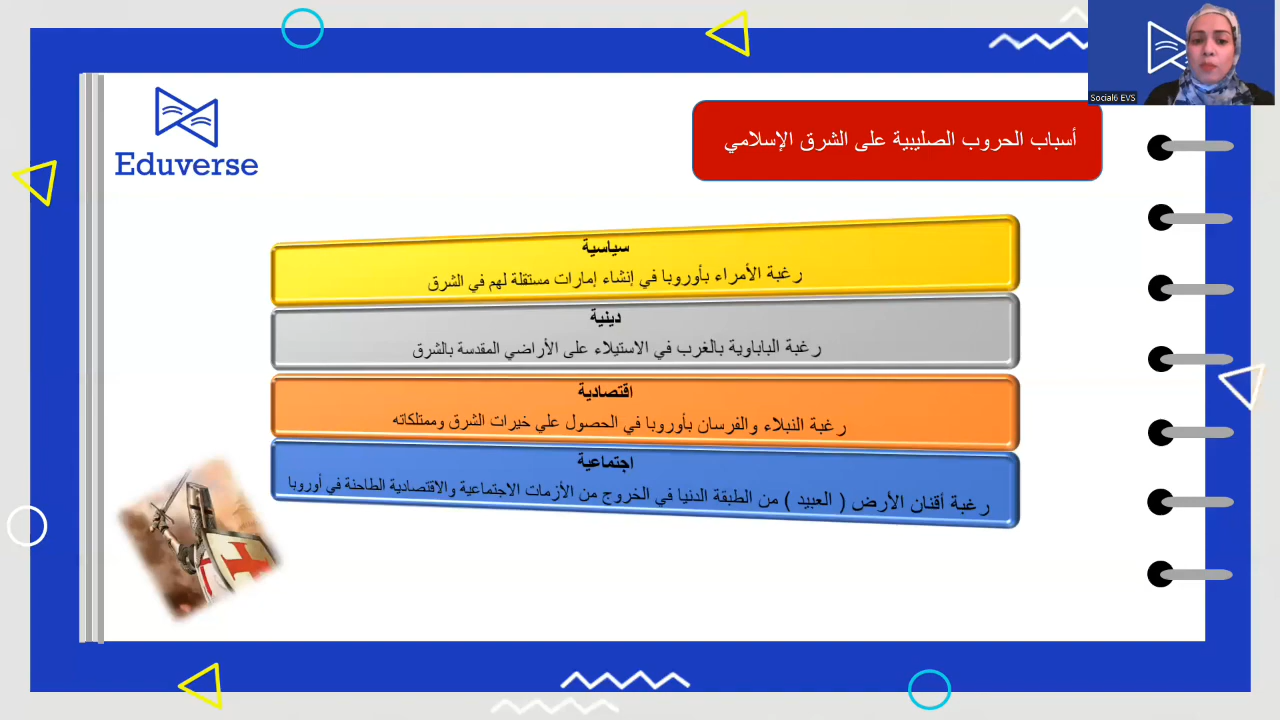 Social6 EVS
Eduverse
أسباب الحروب الصليبية على الشرق الإسلامي
سياسية
رغبة الأمراء بأوروبا في إنشاء إمارات مستقلة لهم في الشرق
دينية
رغبة الباباوية بالغرب في الاستيلاء على الأراضي المقدسة بالشرق
اقتصادية
رغبة النبلاء والفرسان بأوروبا في الحصول علي خيرات الشرق وممتلكاته
اجتماعية
رغبة أقنان الأرض ( العبيد ) من الطبقة الدنيا في الخروج من الأزمات الاجتماعية والاقتصادية الطاحنة في أوروبا